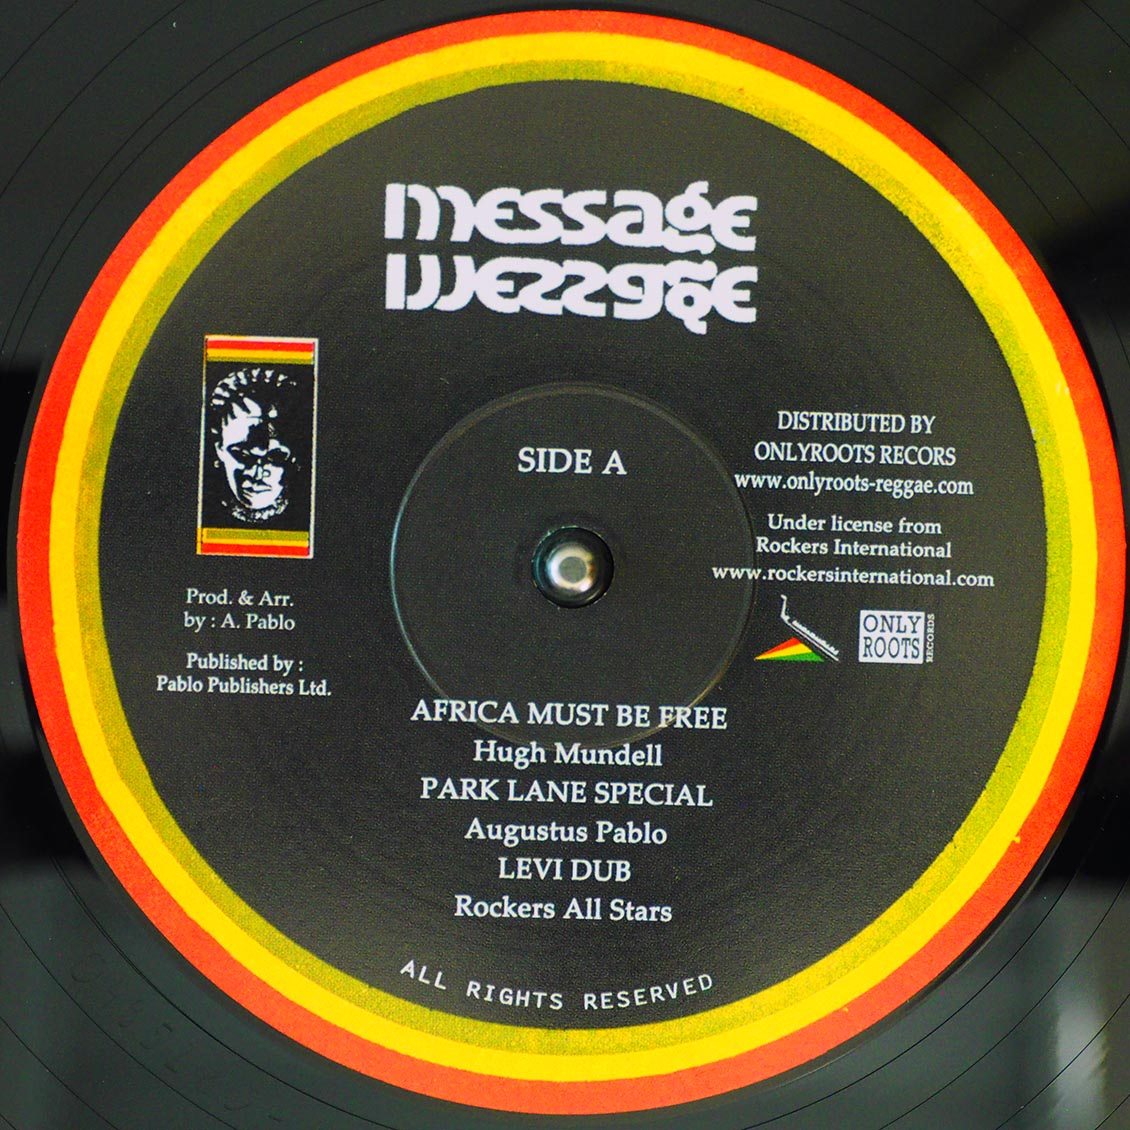 message
message
SIDE A
DISTRIBUTED BY
ONLYROOTS RECORS
www.onlyroots-reggae.com
Under license from
Rockers International
www.rockersinternational.com
ONLY
ROOTS
RECORDS
Prod. & Arr.
by : A. Pablo
Published by :
Pablo Publishers Ltd.
AFRICA MUST BE FREE
Hugh Mundell
PARK LANE SPECIAL
Augustus Pablo
LEVI DUB
Rockers All Stars
ALL RIGHTS RESERVED